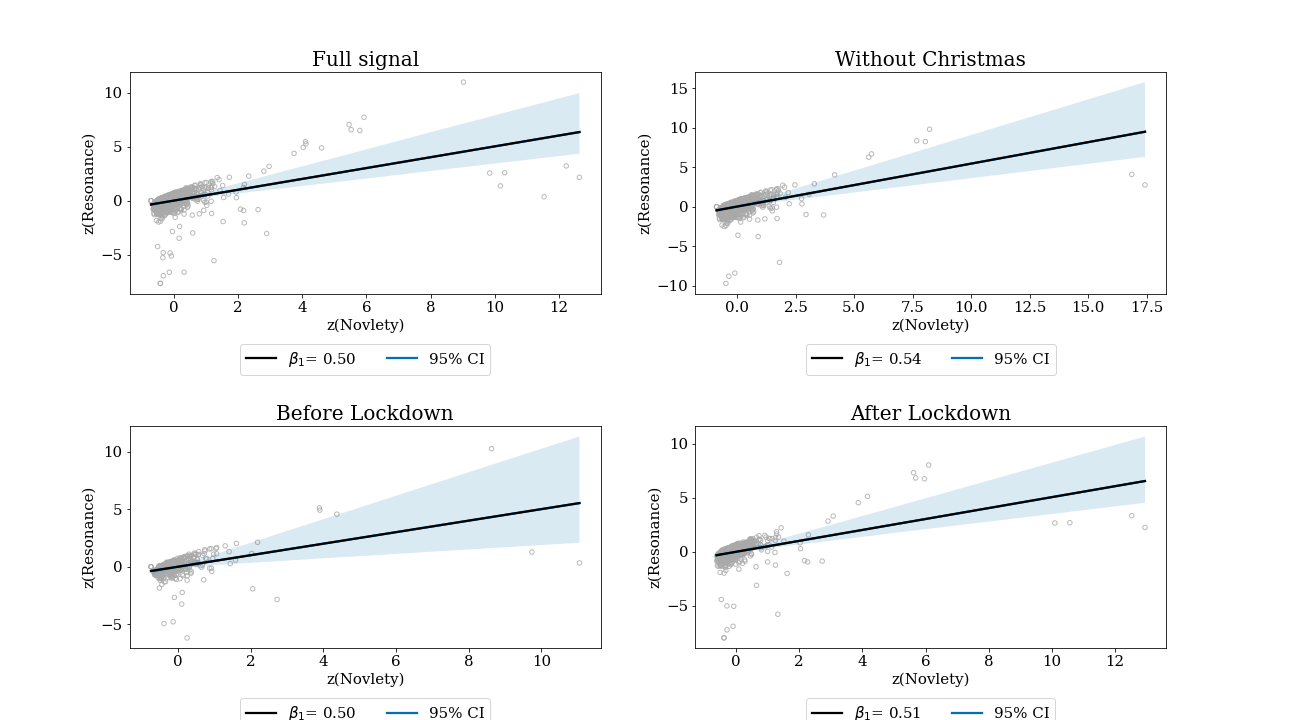 Full signal
10
5
0
−5
z(Resonance)
0 2 4 6 8 10 12
z(Novlety)
β1= 0.50 95% CI
Without Christmas
15
10
5
0
−5
−10
z(Resonance)
0.0 2.5 5.0 7.5 10.0 12.5 15.0 17.5
z(Novlety)
β1= 0.54 95% CI
Before Lockdown
10
5
0
−5
z(Resonance)
0 2 4 6 8 10
z(Novlety)
β1= 0.50 95% CI
After Lockdown
10
5
0
−5
z(Resonance)
0 2 4 6 8 10 12
z(Novlety)
β1= 0.51 95% CI